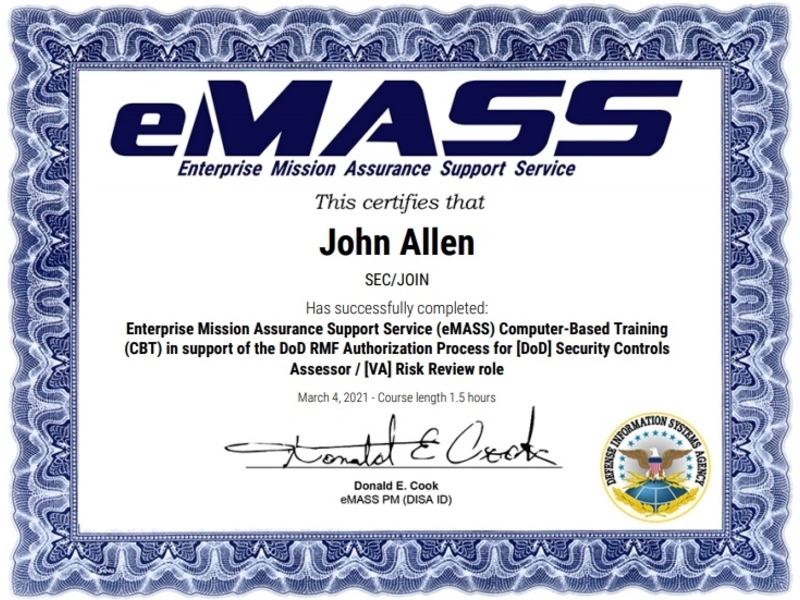 eMASS
Enterprise Mission Assurance Support Service
This certifies that
John Allen
SEC/JOIN
Has successfully completed:
Enterprise Mission Assurance Support Service (eMASS) Computer-Based Training
(CBT) in support of the DoD RMF Authorization Process for [DoD] Security Controls
Assessor / [VA] Risk Review role
March 4, 2021 - Course length 1.5 hours
Donald E Cook
Donald E. Cook
eMASS PM (DISA ID)
DEFENSE INFORMATION SYSTEMS AGENCY